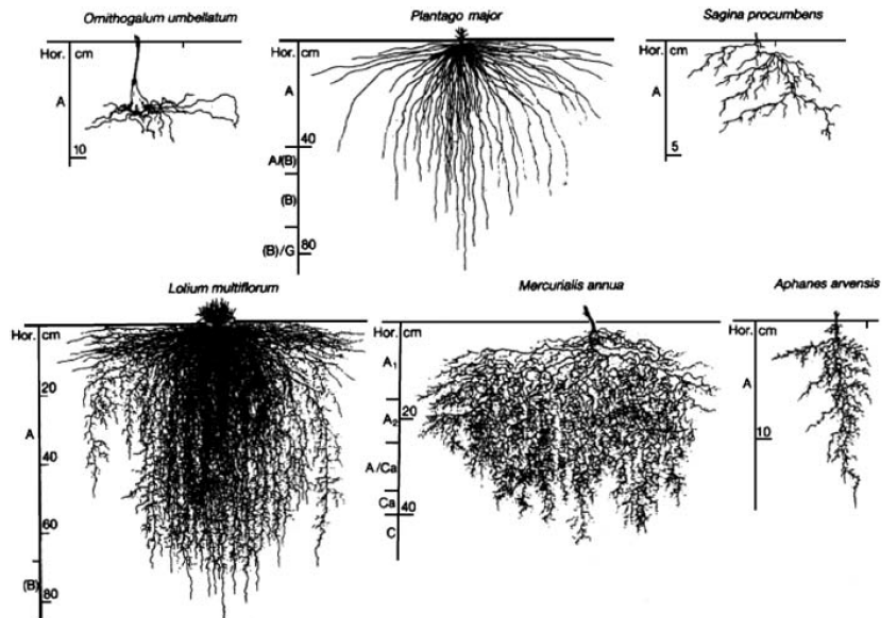 Ornithogalum umbellatum
Hor. cm
A
10
Plantago major
Hor. cm
A
40
A/(B)
(B)
(B)/G 80
Sagina procumbens
Hor. cm
A
5
Lolium multiflorum
Hor. cm
20
A
40
60
(B)
80
Mercurialis annua
Hor. cm
A₁
20
A₂
A/Ca
Ca
40
C
Aphanes arvensis
Hor. cm
A
10